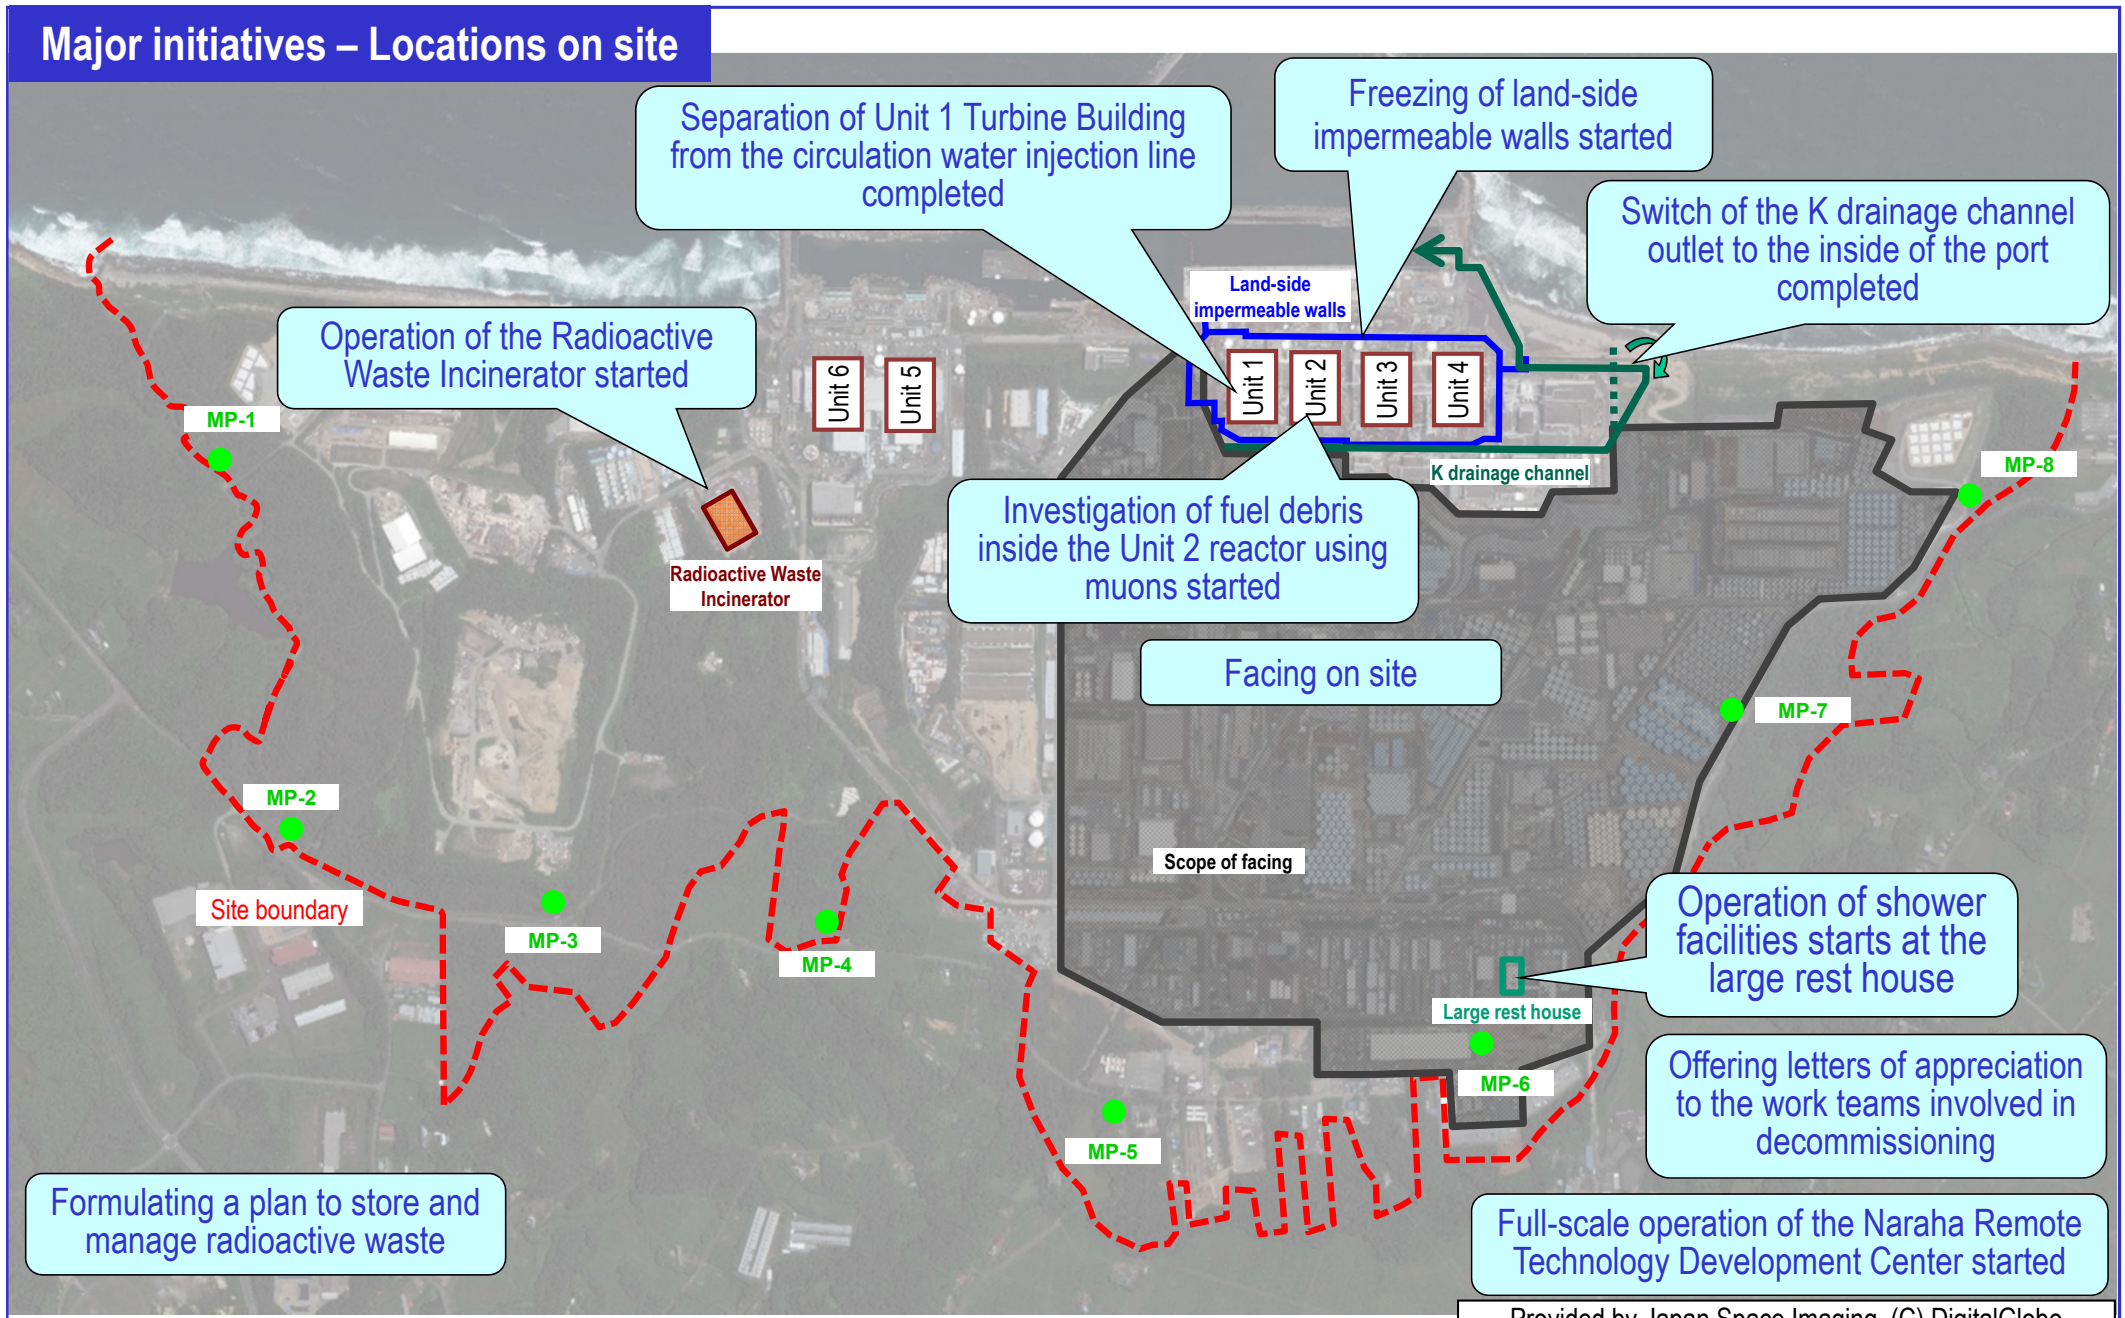 Major initiatives – Locations on site
Separation of Unit 1 Turbine Building
from the circulation water injection line
completed
Freezing of land-side
impermeable walls started
Switch of the K drainage channel
outlet to the inside of the port
completed
Land-side
impermeable walls
Operation of the Radioactive
Waste Incinerator started
Unit 6
Unit 5
Unit 1
Unit 2
Unit 3
Unit 4
MP-1
K drainage channel
MP-8
Investigation of fuel debris
inside the Unit 2 reactor using
muons started
Radioactive Waste
Incinerator
Facing on site
MP-7
MP-2
Scope of facing
Site boundary
MP-3
MP-4
Operation of shower
facilities starts at the
large rest house
Large rest house
MP-6
Offering letters of appreciation
to the work teams involved in
decommissioning
MP-5
Formulating a plan to store and
manage radioactive waste
Full-scale operation of the Naraha Remote
Technology Development Center started
Provided by Japan Space Imaging, (C) DigitalGlobe